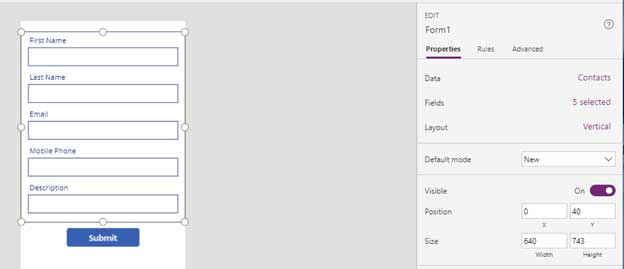 First Name
Last Name
Email
Mobile Phone
Description
Submit
EDIT
Form1
?
Properties Rules Advanced
Data Contacts
Fields 5 selected
Layout Vertical
Default mode New
Visible On
Position 0 40
X Y
Size 640 743
Width Height